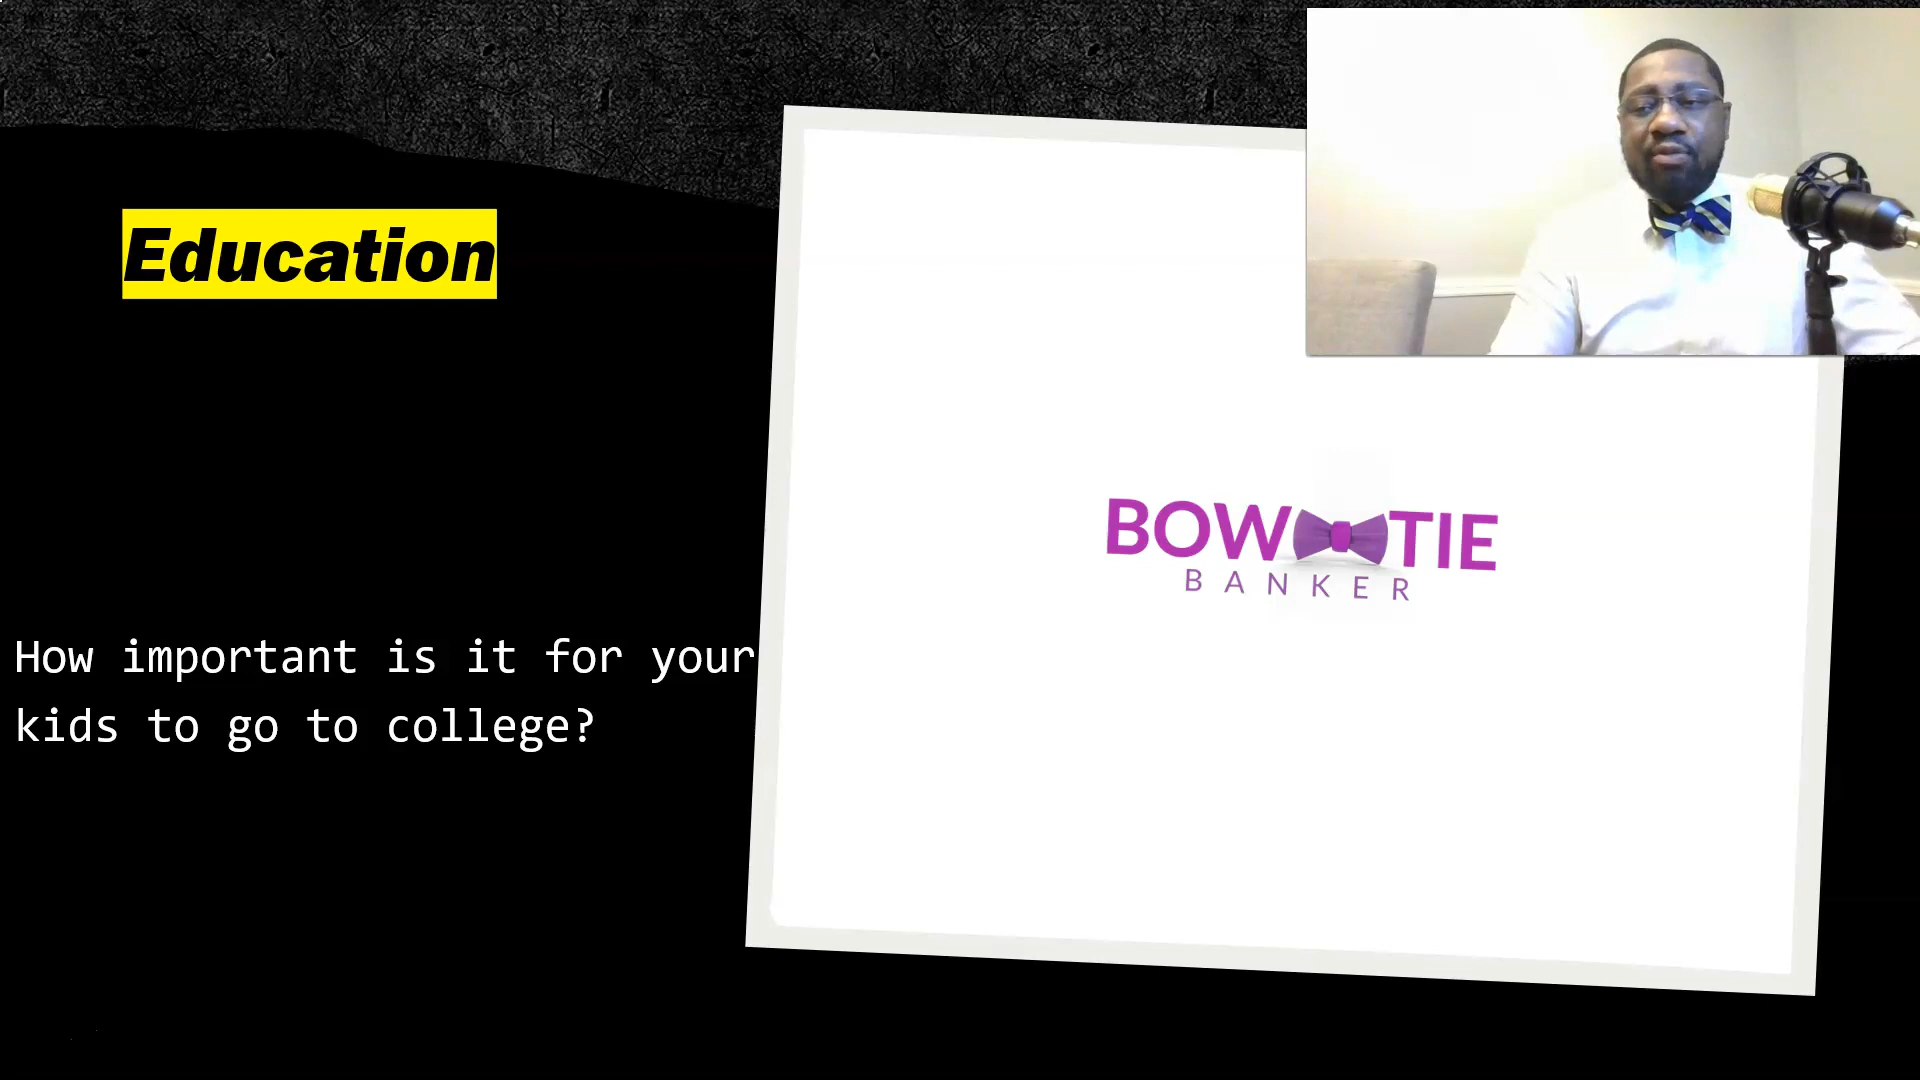 Education
How important is it for your
kids to go to college?
BOW TIE
BANKER